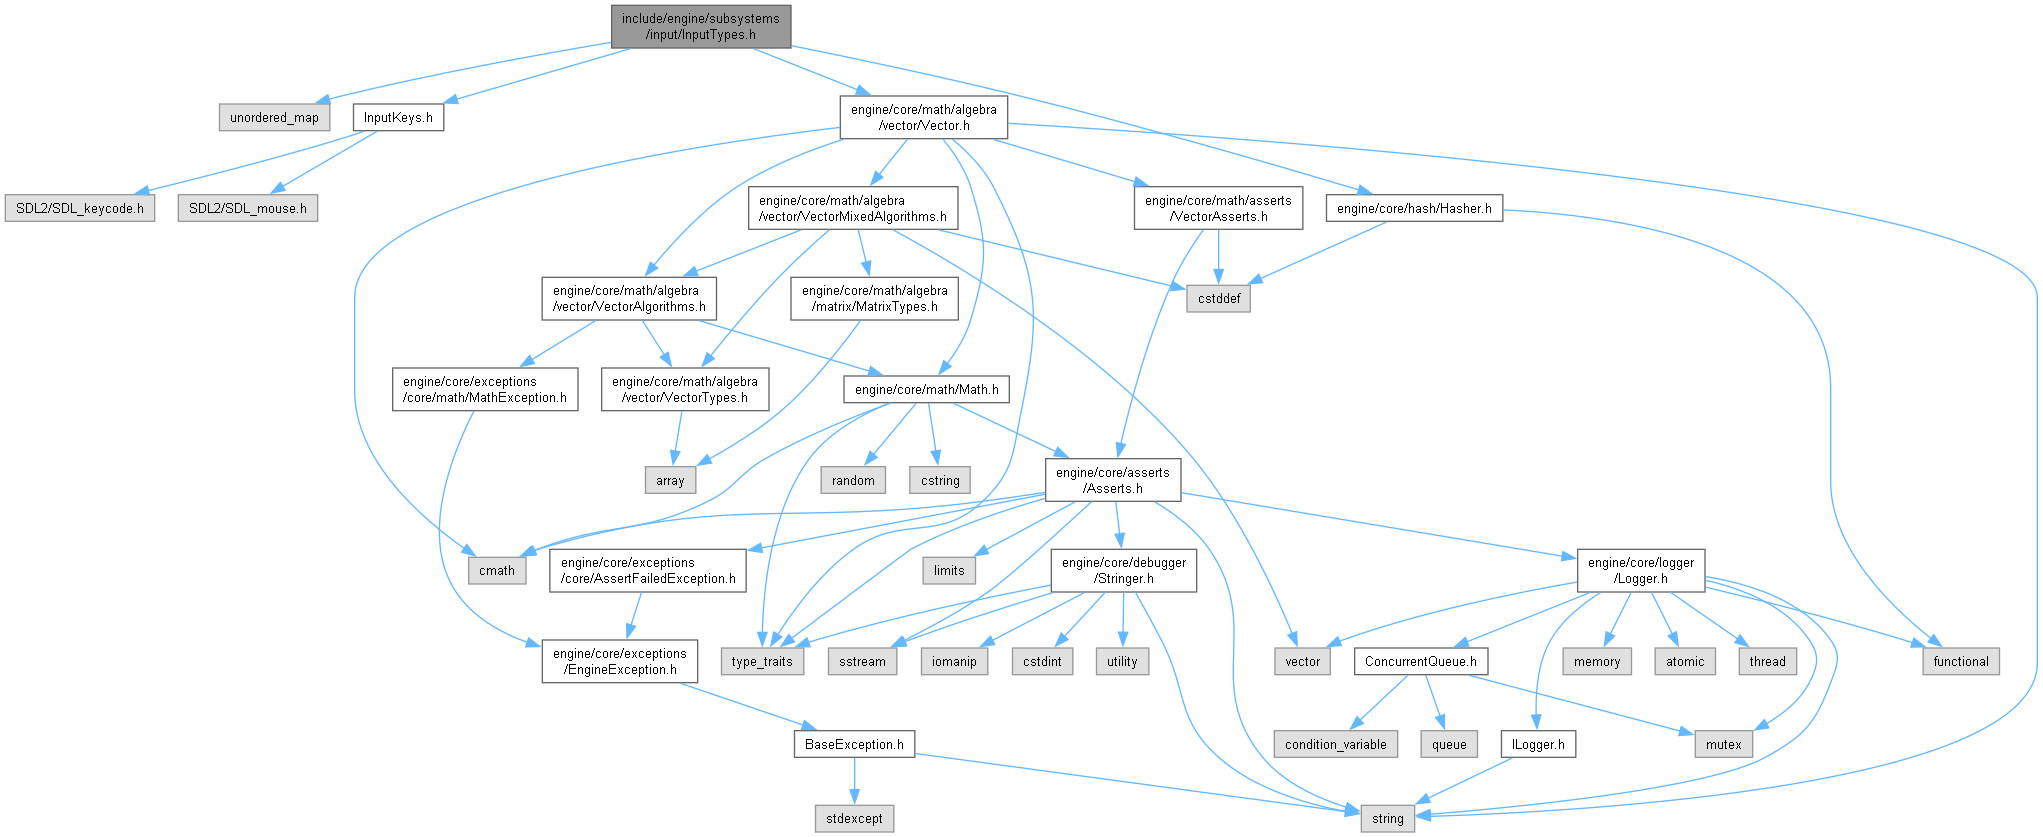 include/engine/subsystems
/input/InputTypes.h
unordered_map
InputKeys.h
engine/core/math/algebra
/vector/Vector.h
SDL2/SDL_keycode.h
SDL2/SDL_mouse.h
engine/core/math/algebra
/vector/VectorMixedAlgorithms.h
engine/core/math/asserts
/VectorAsserts.h
engine/core/hash/Hasher.h
engine/core/math/algebra
/vector/VectorAlgorithms.h
engine/core/math/algebra
/matrix/MatrixTypes.h
cstddef
engine/core/exceptions
/core/math/MathException.h
engine/core/math/algebra
/vector/VectorTypes.h
engine/core/math/Math.h
array
random
cstring
engine/core/asserts
/Asserts.h
cmath
engine/core/exceptions
/core/AssertFailedException.h
limits
engine/core/debugger
/Stringer.h
engine/core/logger
/Logger.h
engine/core/exceptions
/EngineException.h
type_traits
sstream
iomanip
cstdint
utility
vector
ConcurrentQueue.h
memory
atomic
thread
functional
BaseException.h
condition_variable
queue
ILogger.h
mutex
stdexcept
string